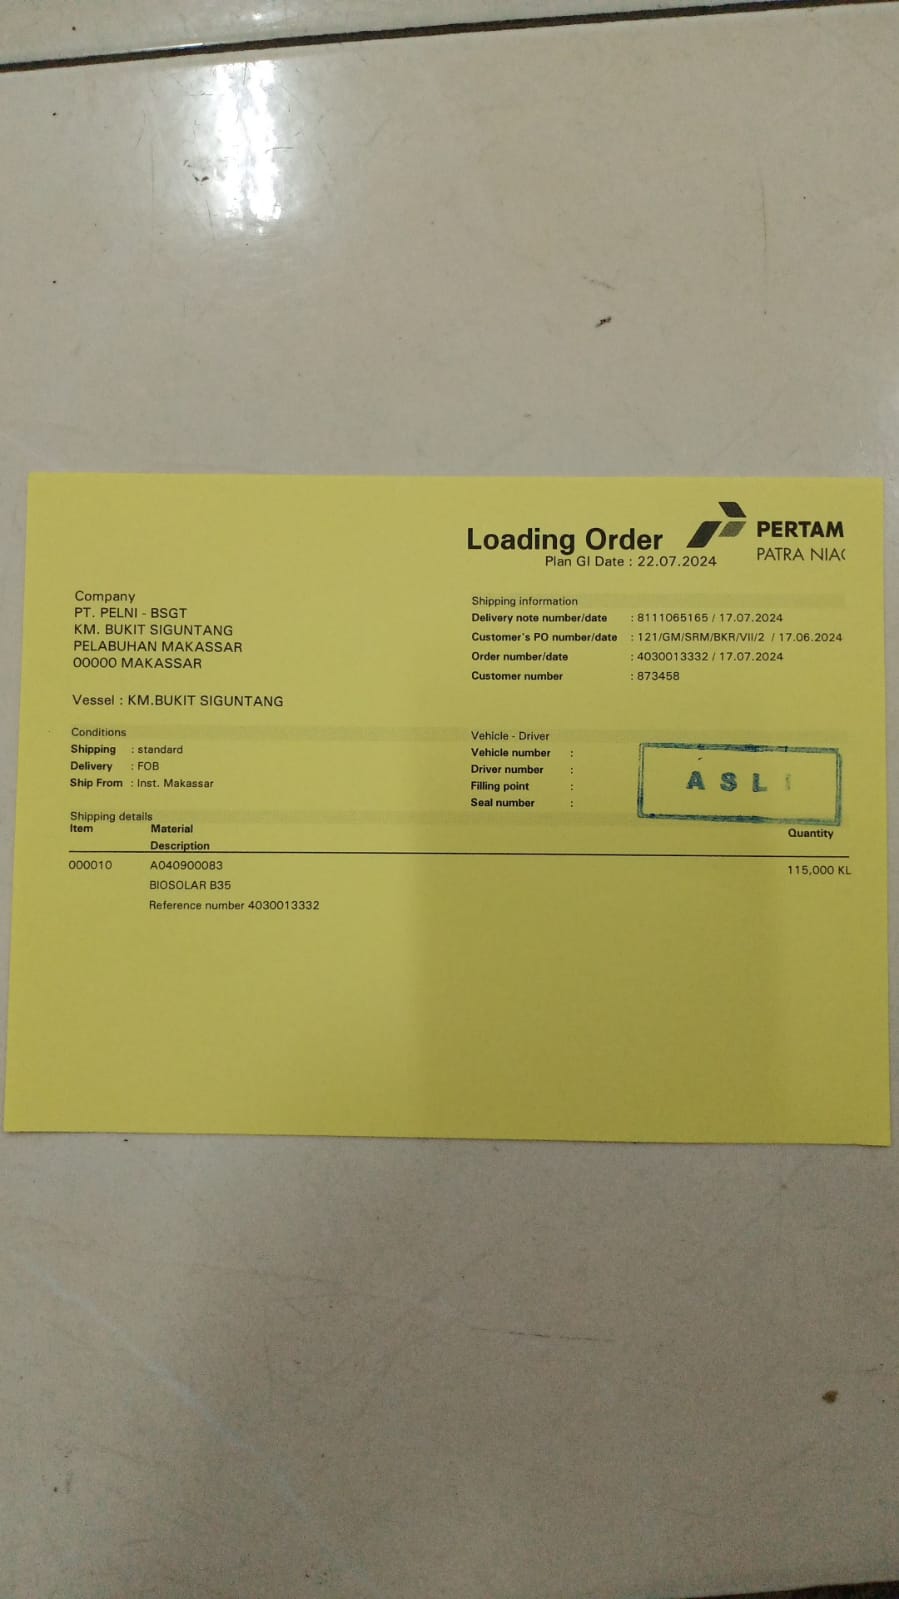 Loading Order
PERTAM
PATRA NIA
Plan GI Date : 22.07.2024
Company
PT. PELNI - BSGT
KM. BUKIT SIGUNTANG
PELABUHAN MAKASSAR
00000 MAKASSAR
Vessel : KM.BUKIT SIGUNTANG
Shipping information
Delivery note number/date : 8111065165 / 17.07.2024
Customer's PO number/date : 121/GM/SRM/BKR/VII/2 / 17.06.2024
Order number/date : 4030013332 / 17.07.2024
Customer number : 873458
Conditions
Shipping : standard
Delivery : FOB
Ship From : Inst. Makassar
Vehicle - Driver
Vehicle number :
Driver number :
Filling point :
Seal number :
ASLI
Shipping details
Item Material Quantity
Description
000010 A040900083 115,000 KL
BIOSOLAR B35
Reference number 4030013332